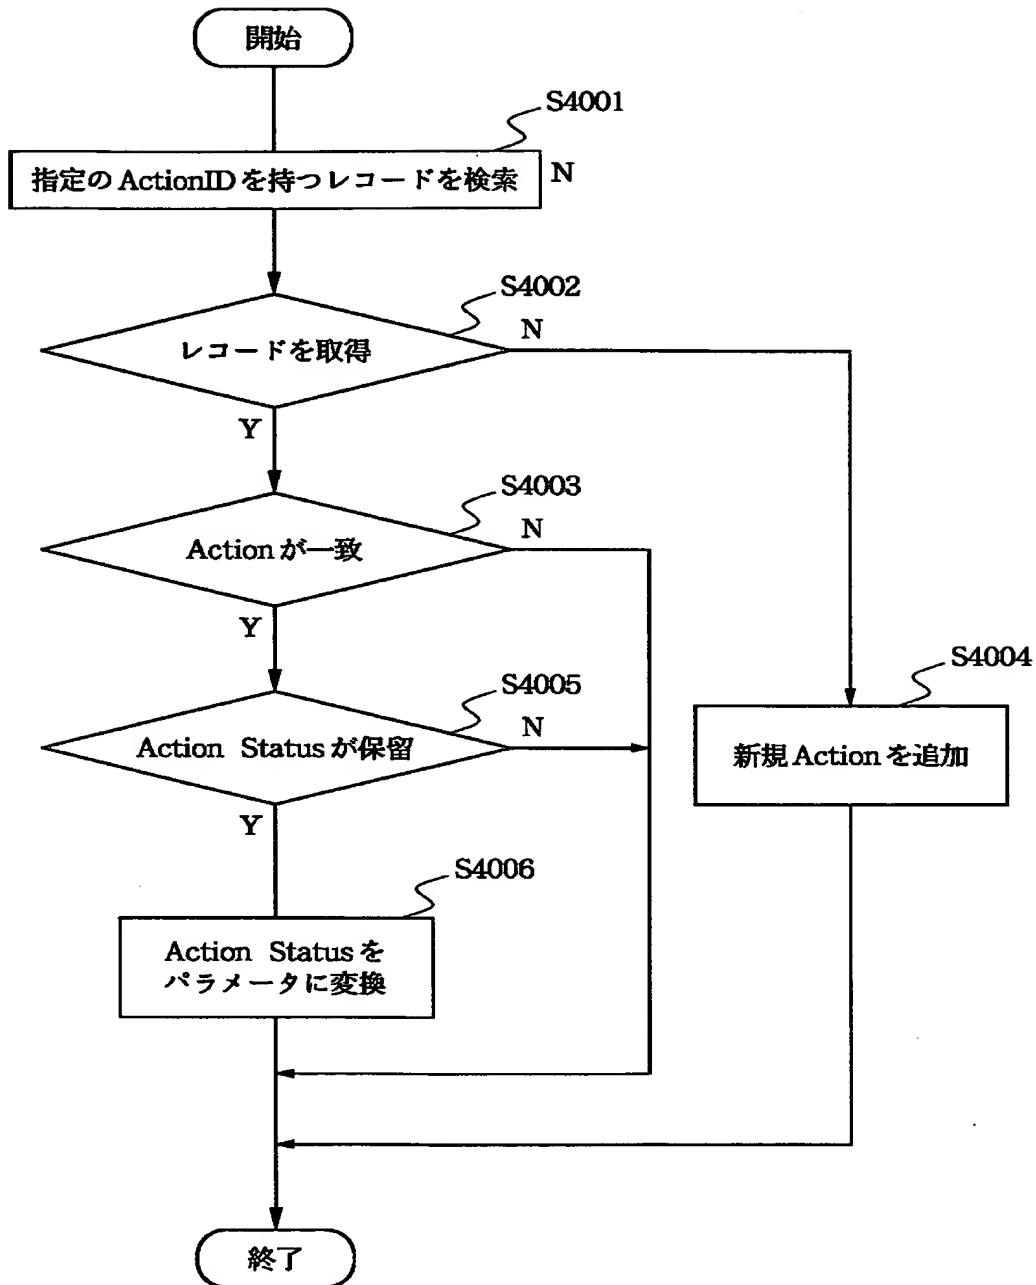 開始
S4001
指定のActionIDを持つレコードを検索
N
S4002
レコードを取得
N
Y
S4003
Actionが一致
N
Y
S4004
新規Actionを追加
S4005
Action Statusが保留
N
Y
S4006
Action Statusを
パラメータに変換
終了